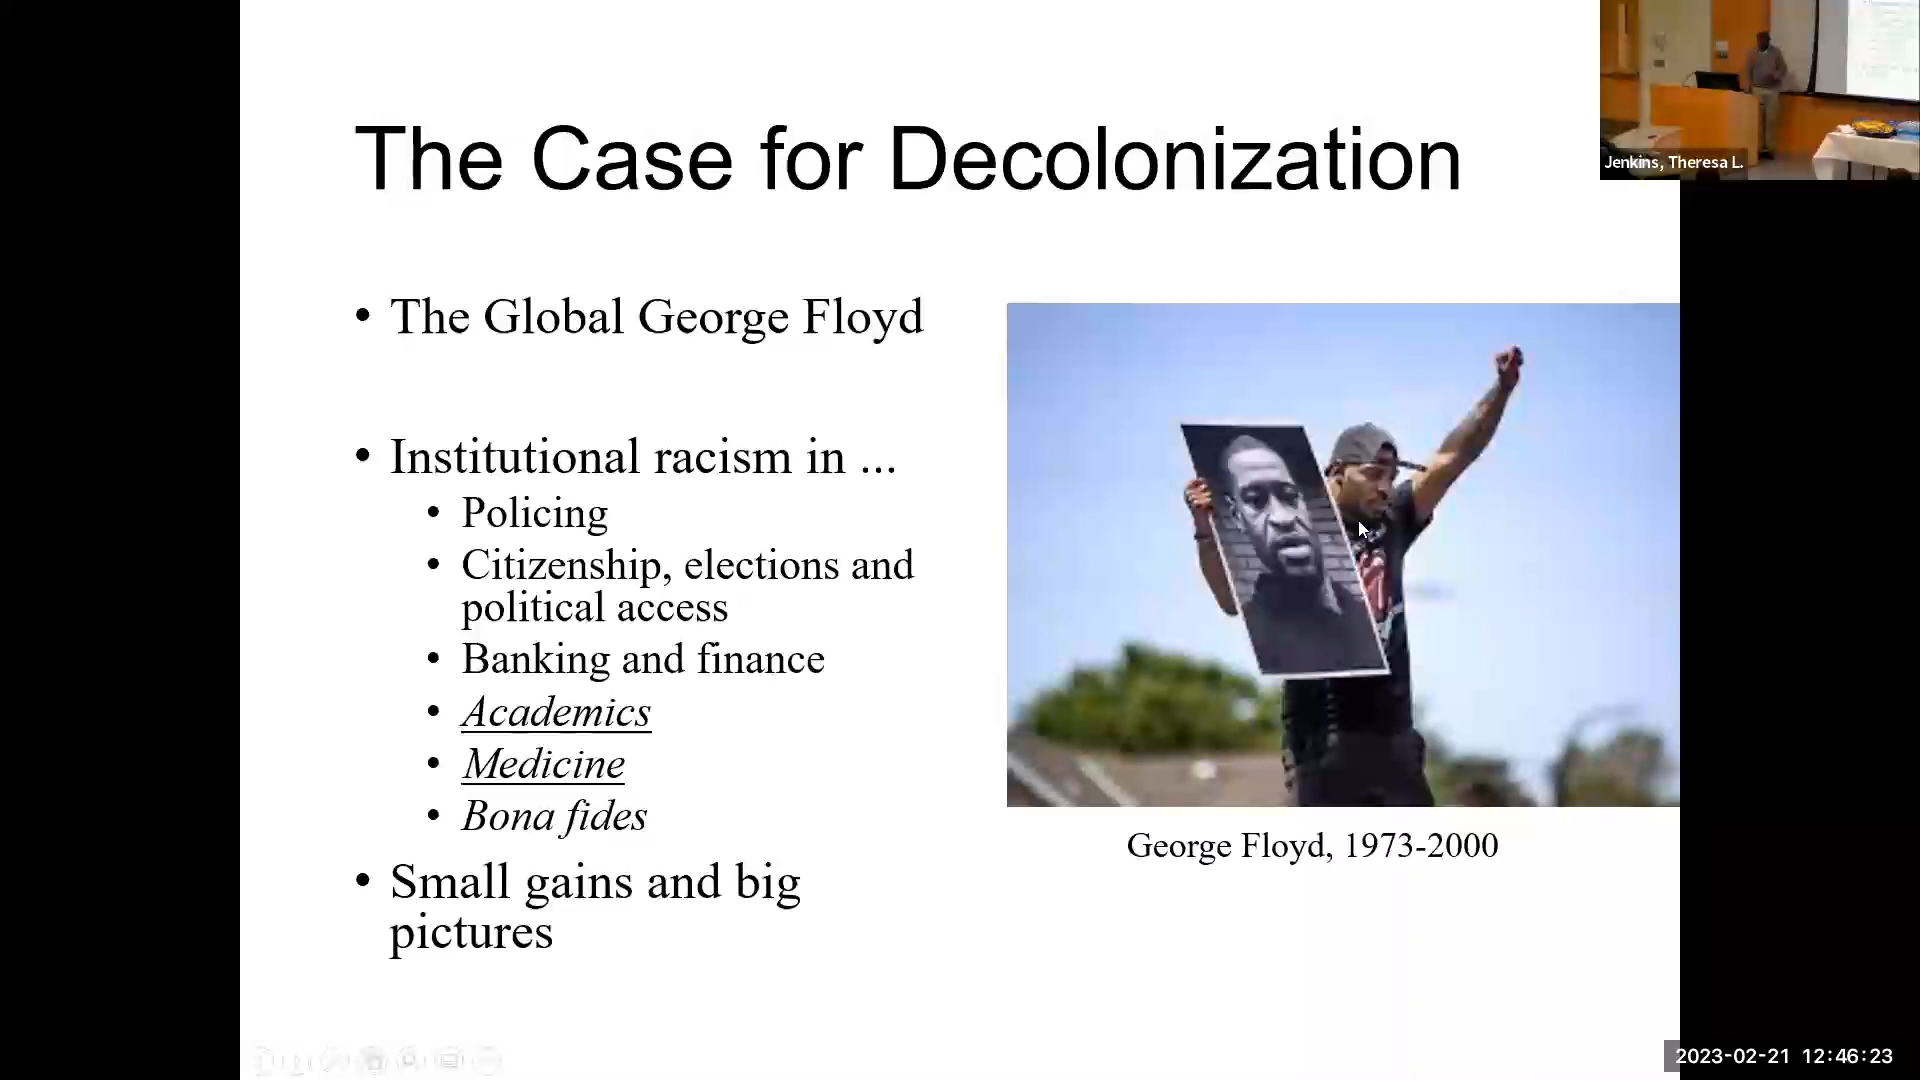 The Case for Decolonization
Jenkins, Theresa L.
• The Global George Floyd
• Institutional racism in ...
• Policing
• Citizenship, elections and
political access
• Banking and finance
• Academics
• Medicine
• Bona fides
• Small gains and big
pictures
George Floyd, 1973-2000
2023-02-21 12:46:23